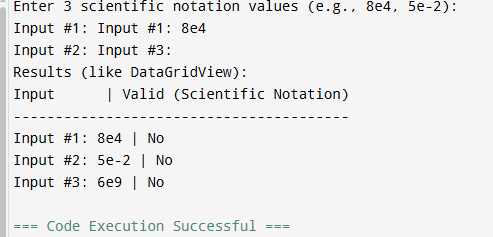 Enter 3 scientific notation values (e.g., 8e4, 5e-2):
Input #1: Input #1: 8e4
Input #2: Input #3:
Results (like DataGridView):
Input      | Valid (Scientific Notation)
----------------------------------------
Input #1: 8e4 | No
Input #2: 5e-2 | No
Input #3: 6e9 | No
=== Code Execution Successful ===